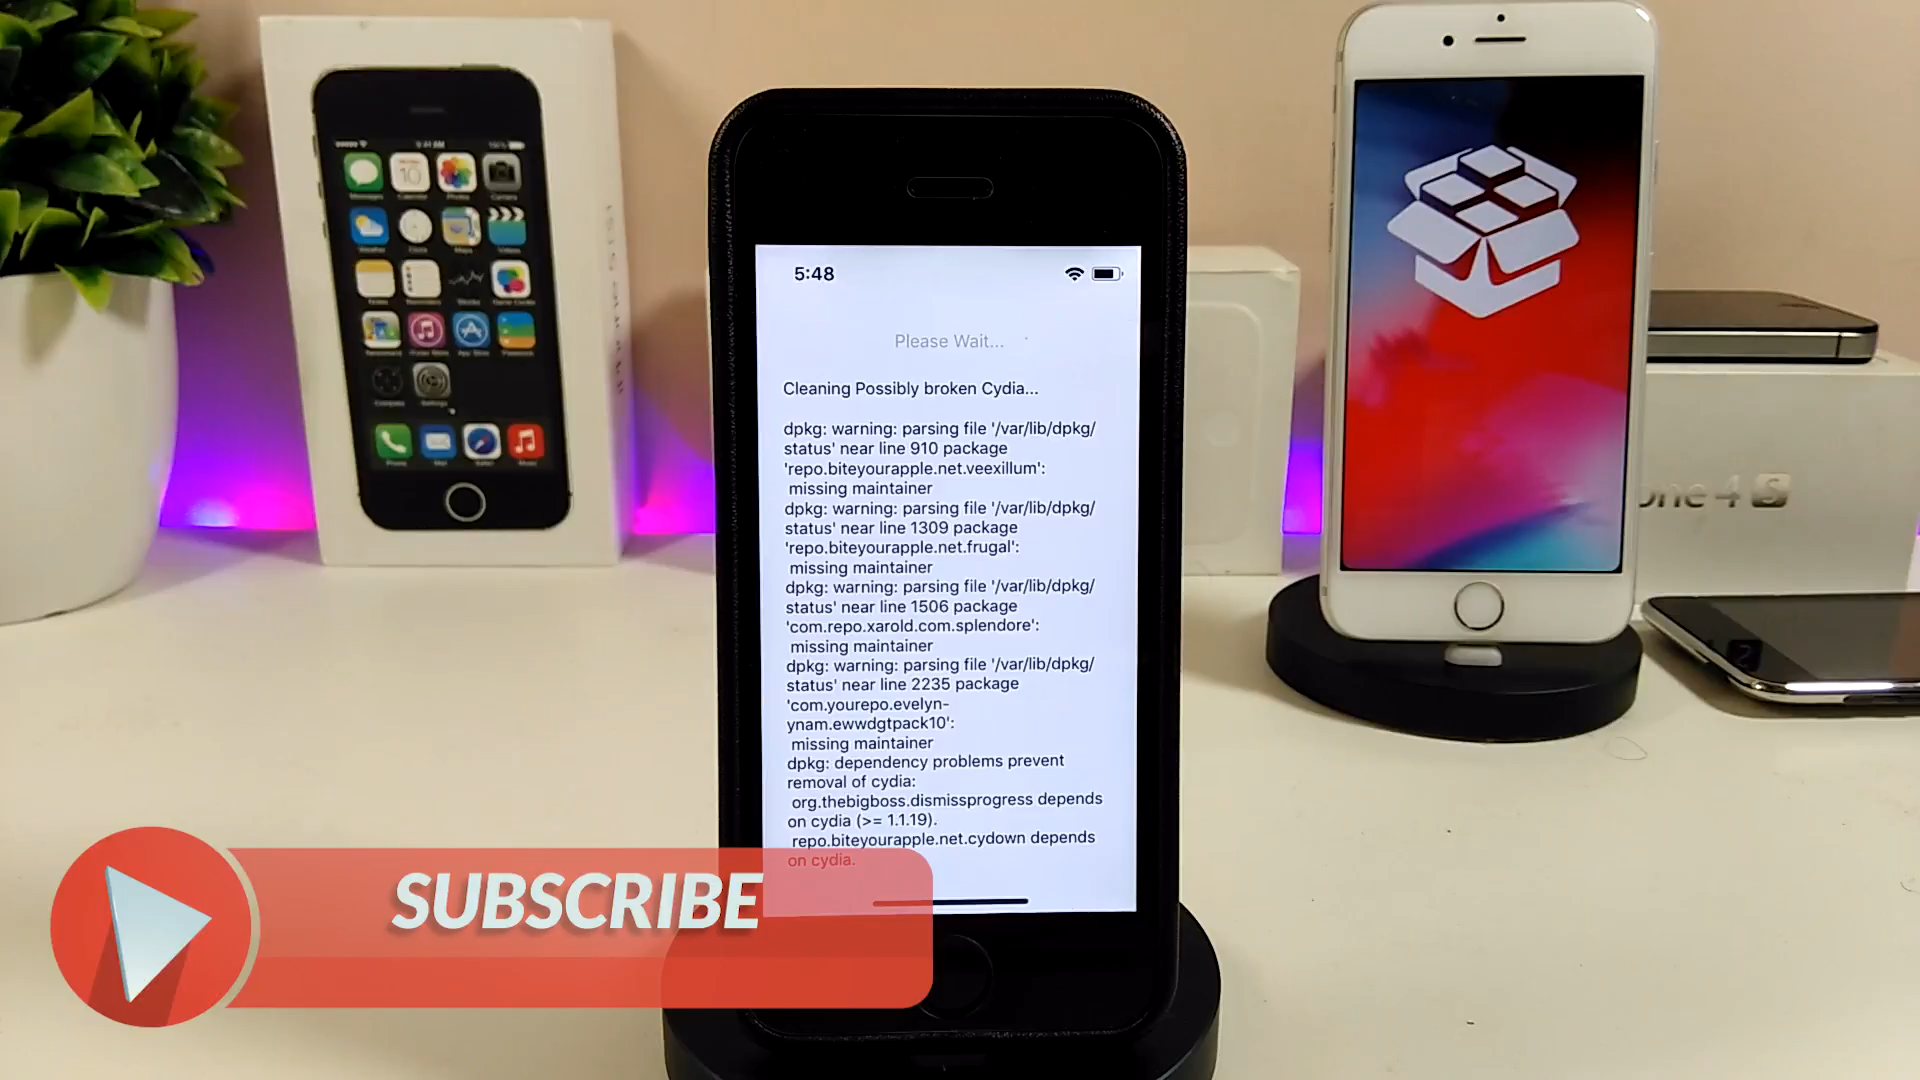 5:48
Please Wait...
Cleaning Possibly broken Cydia...
dpkg: warning: parsing file '/var/lib/dpkg/
status' near line 910 package
'repo.biteyourapple.net.veexillum':
missing maintainer
dpkg: warning: parsing file '/var/lib/dpkg/
status' near line 1309 package
'repo.biteyourapple.net.frugal':
missing maintainer
dpkg: warning: parsing file '/var/lib/dpkg/
status' near line 1506 package
'com.repo.xarold.com.splendore':
missing maintainer
dpkg: warning: parsing file '/var/lib/dpkg/
status' near line 2235 package
'com.yourepo.evelyn-
ynam.ewwdgtpack10':
missing maintainer
dpkg: dependency problems prevent
removal of cydia:
org.thebigboss.dismissprogress depends
on cydia (>= 1.1.19).
repo.biteyourapple.net.cydown depends
on cydia.
SUBSCRIBE
one 4 S